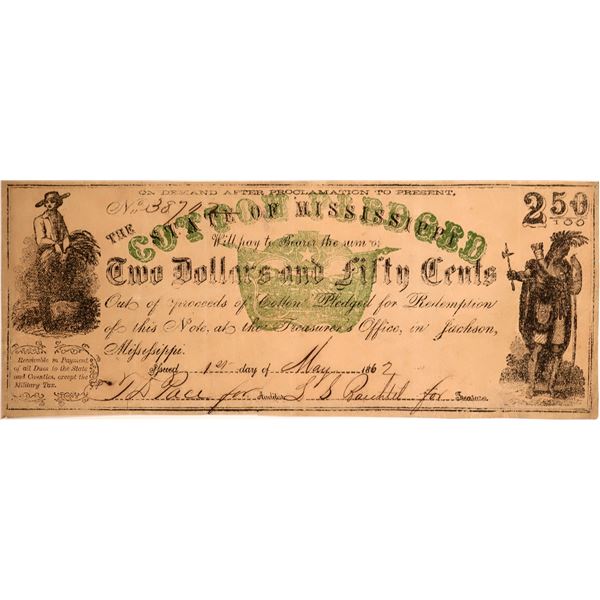 ON DEMAND AFTER PROCLAMATION TO PRESENT,
No. 3870
250
100
THE STATE OF MISSISSIPPI
COTTON PLEDGED
Will pay to Bearer the sum of
Two Dollars and Fifty Cents
Out of proceeds of Cotton Pledged for Redemption
of this Note, at the Treasurer's Office, in Jackson,
Mississippi.
Issued 1st day of May 1862
Receivable in Payment
of all Dues to the State
and Counties, except the
Military Tax.
for Auditor. for Treasurer.